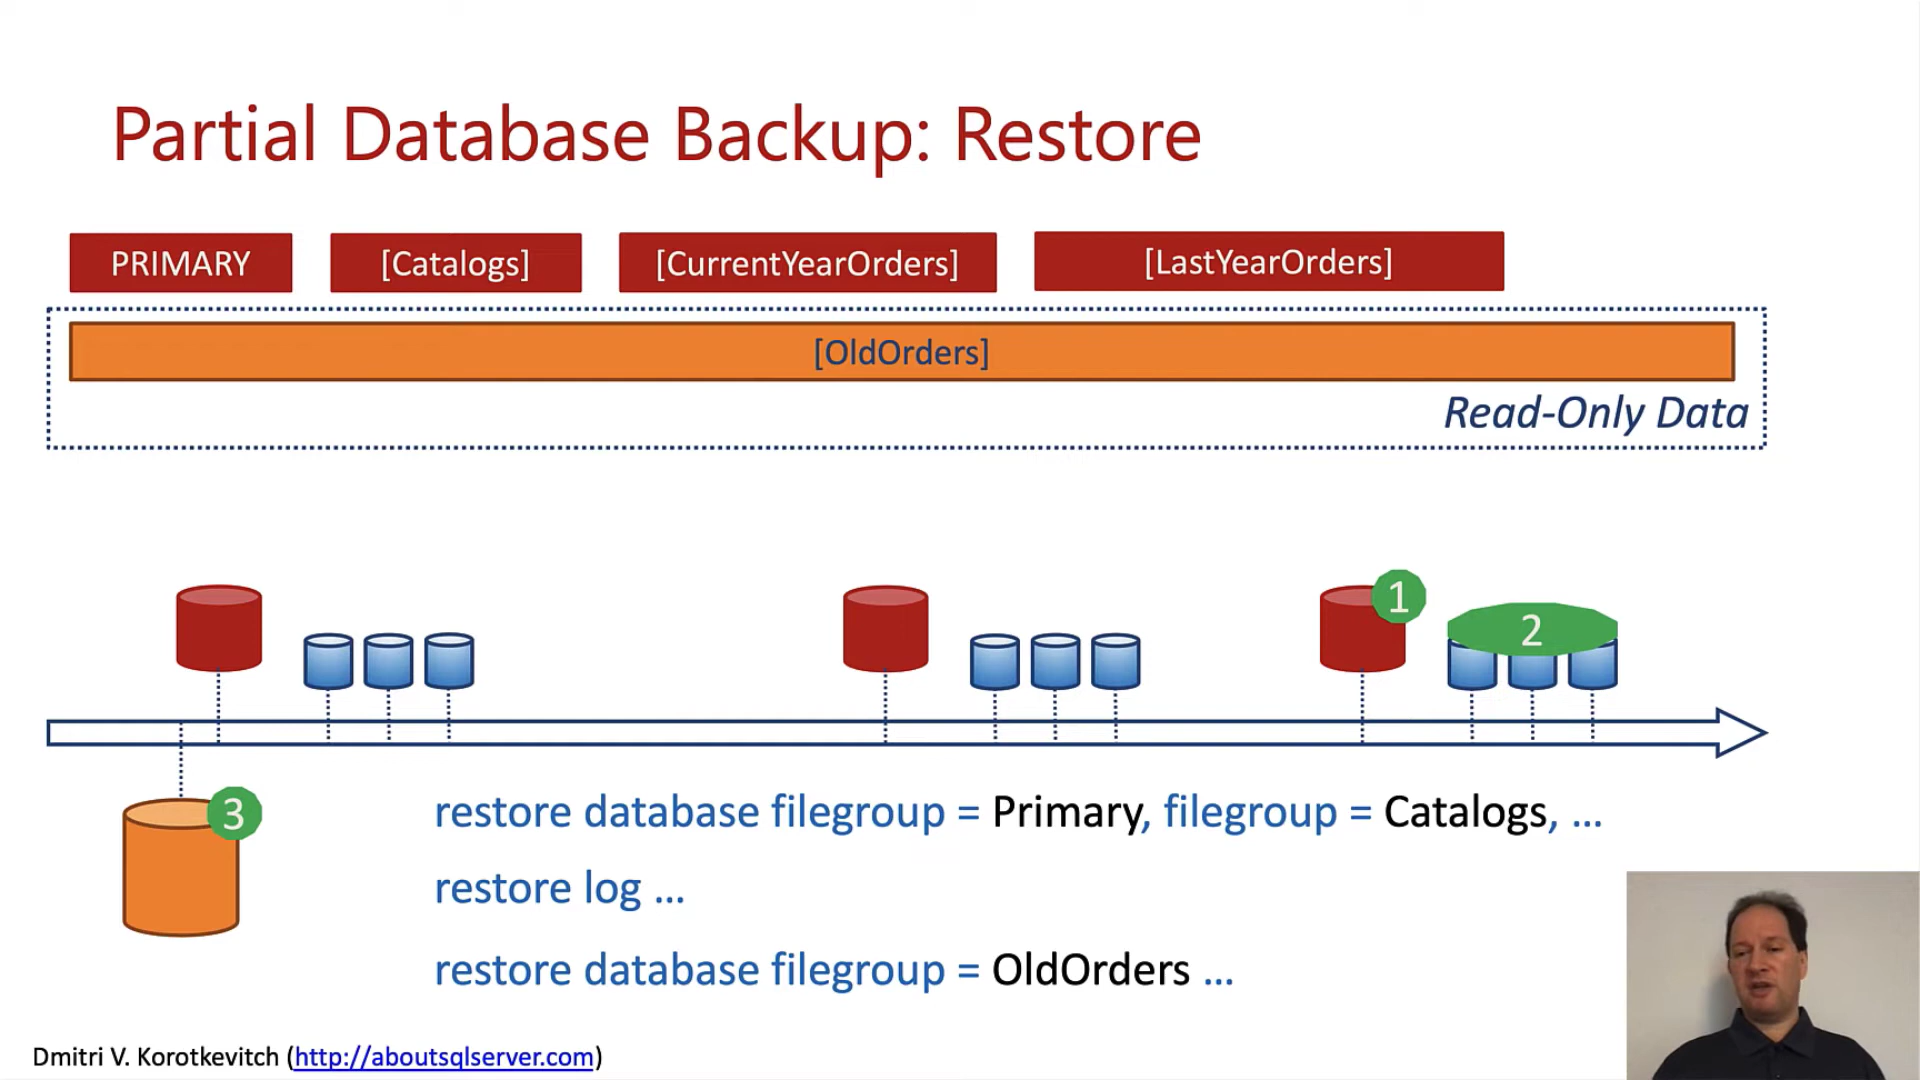 Partial Database Backup: Restore
PRIMARY
[Catalogs]
[CurrentYearOrders]
[LastYearOrders]
[OldOrders]
Read-Only Data
1
2
3
restore database filegroup = Primary, filegroup = Catalogs, ...
restore log ...
restore database filegroup = OldOrders ...
Dmitri V. Korotkevitch (http://aboutsqlserver.com)